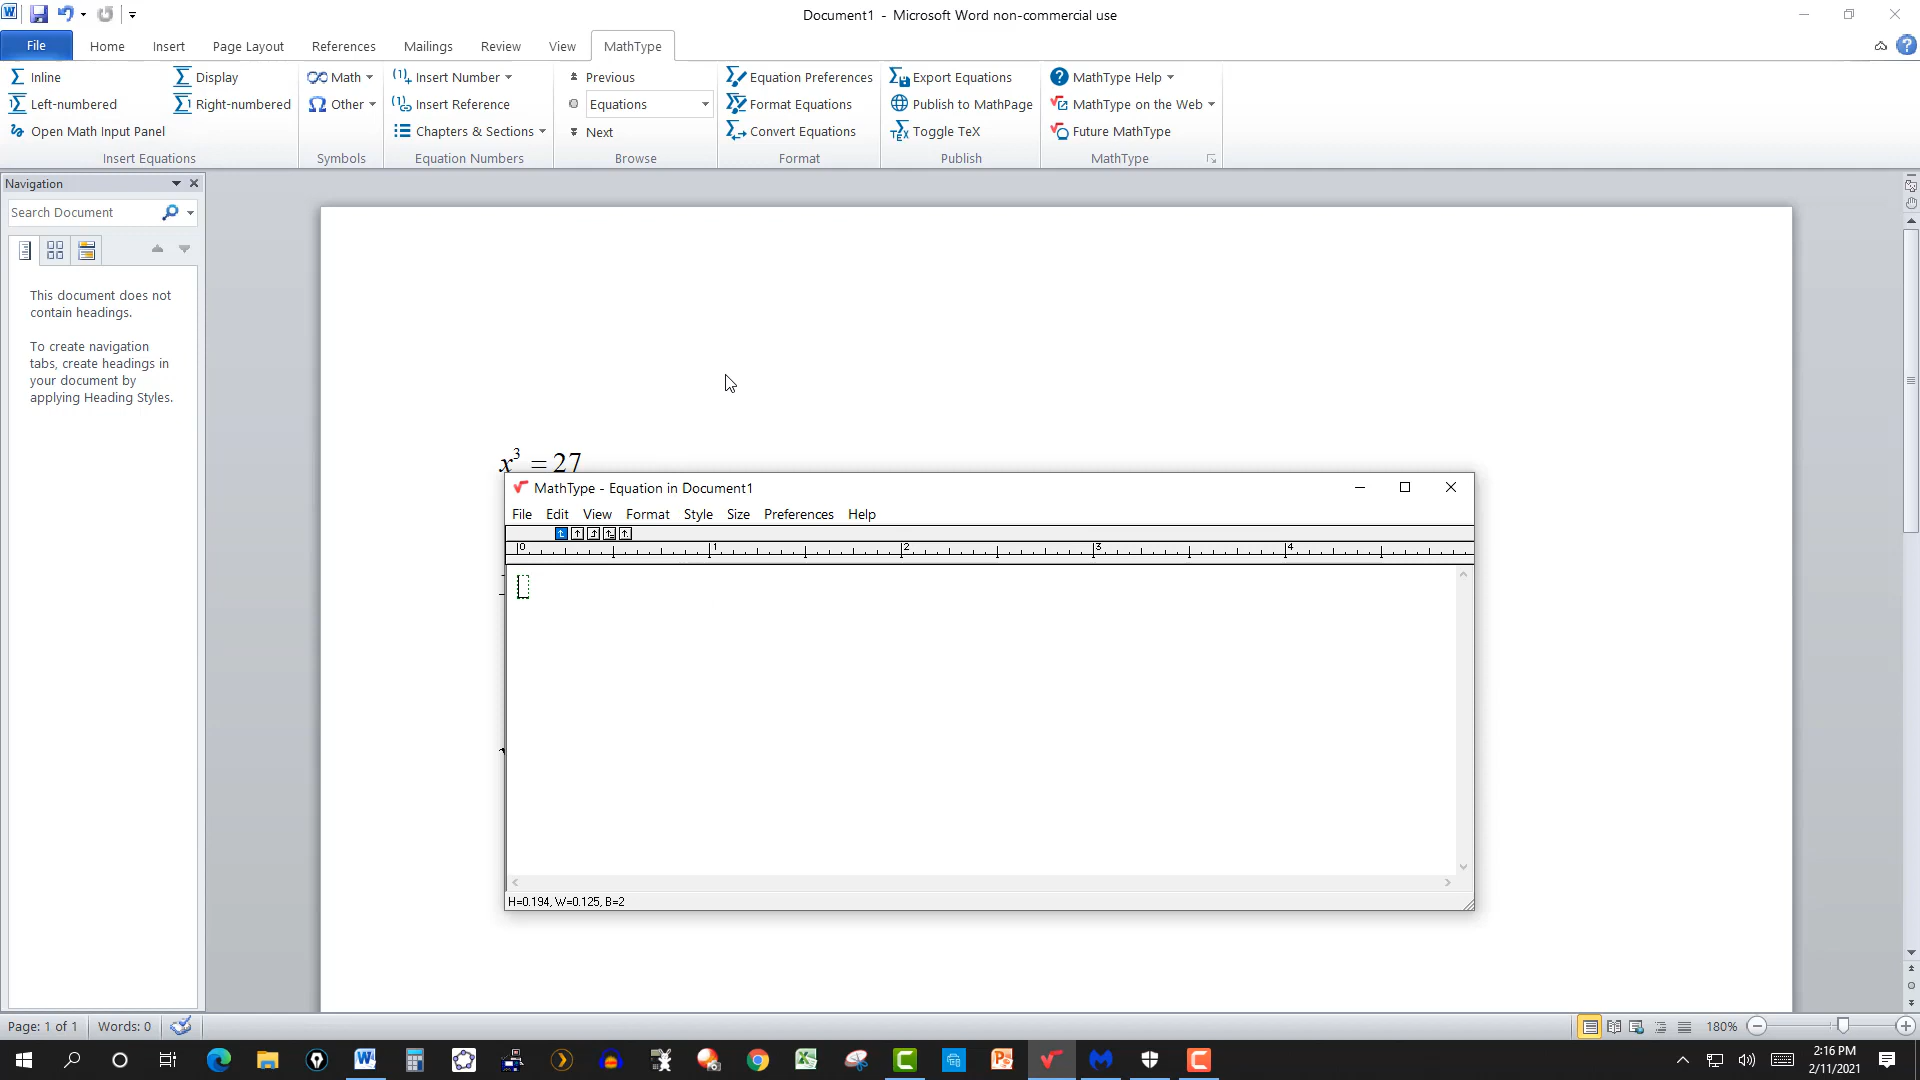 Document1 - Microsoft Word non-commercial use
File Home Insert Page Layout References Mailings Review View MathType
Inline Display Math Insert Number Previous Equation Preferences Export Equations MathType Help
Left-numbered Right-numbered Other Insert Reference Equations Format Equations Publish to MathPage MathType on the Web
Open Math Input Panel Chapters & Sections Next Convert Equations Toggle TeX Future MathType
Insert Equations Symbols Equation Numbers Browse Format Publish MathType
Navigation
Search Document
This document does not
contain headings.
To create navigation
tabs, create headings in
your document by
applying Heading Styles.
x³ = 27
MathType - Equation in Document1
File Edit View Format Style Size Preferences Help
0 1 2 3 4
H=0.194, W=0.125, B=2
Page: 1 of 1 Words: 0 180%
2:16 PM
2/11/2021